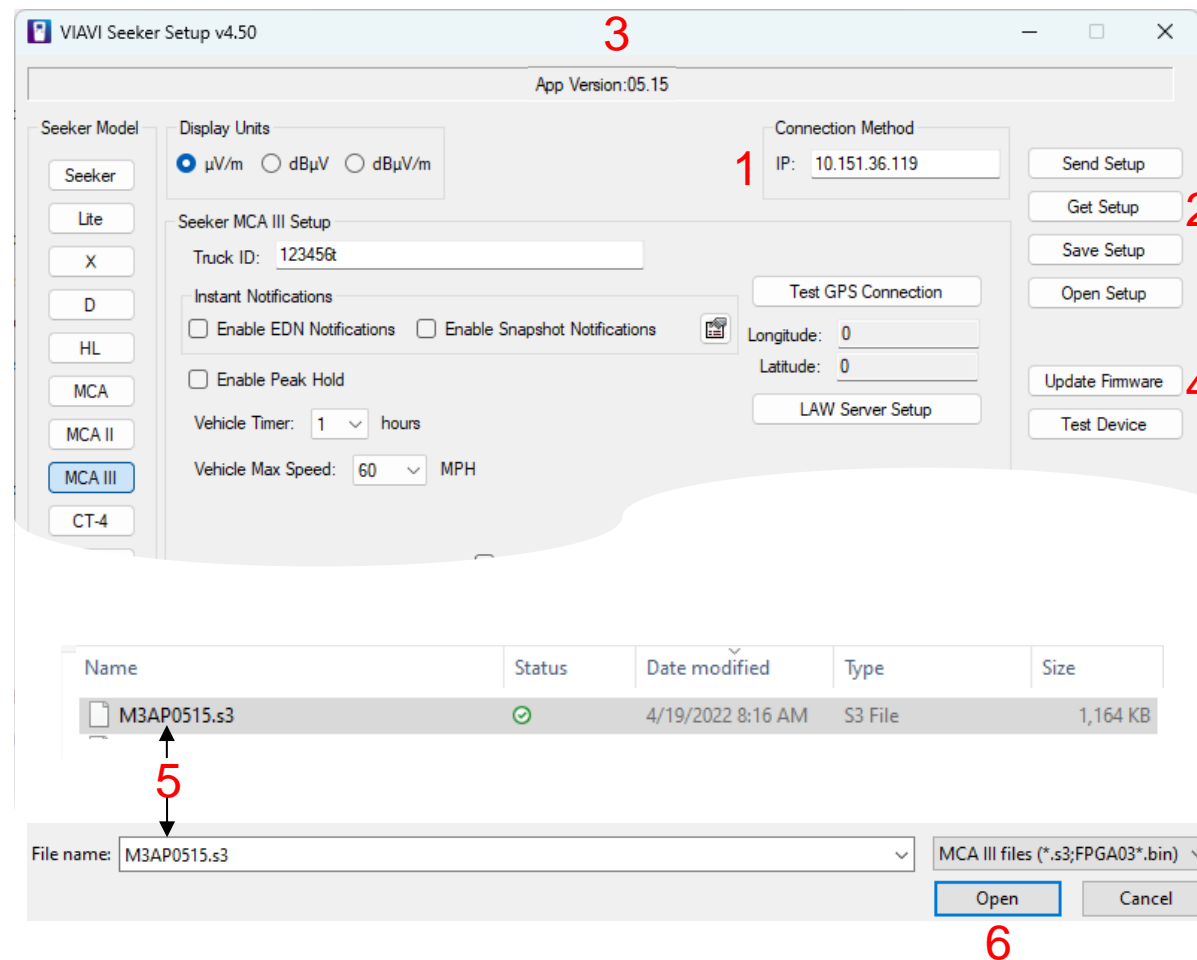 VIAVI Seeker Setup v4.50
3
App Version:05.15
Seeker Model
Seeker
Lite
X
D
HL
MCA
MCA II
MCA III
CT-4
Display Units
µV/m dBµV dBµV/m
Connection Method
1 IP: 10.151.36.119
Send Setup
Get Setup 2
Save Setup
Open Setup
Update Firmware 4
Test Device
Seeker MCA III Setup
Truck ID: 123456t
Instant Notifications
Enable EDN Notifications Enable Snapshot Notifications
Enable Peak Hold
Vehicle Timer: 1 hours
Vehicle Max Speed: 60 MPH
Test GPS Connection
Longitude: 0
Latitude: 0
LAW Server Setup
Name Status Date modified Type Size
M3AP0515.s3 4/19/2022 8:16 AM S3 File 1,164 KB
5
File name: M3AP0515.s3 MCA III files (*.s3;FPGA03*.bin)
Open Cancel
6